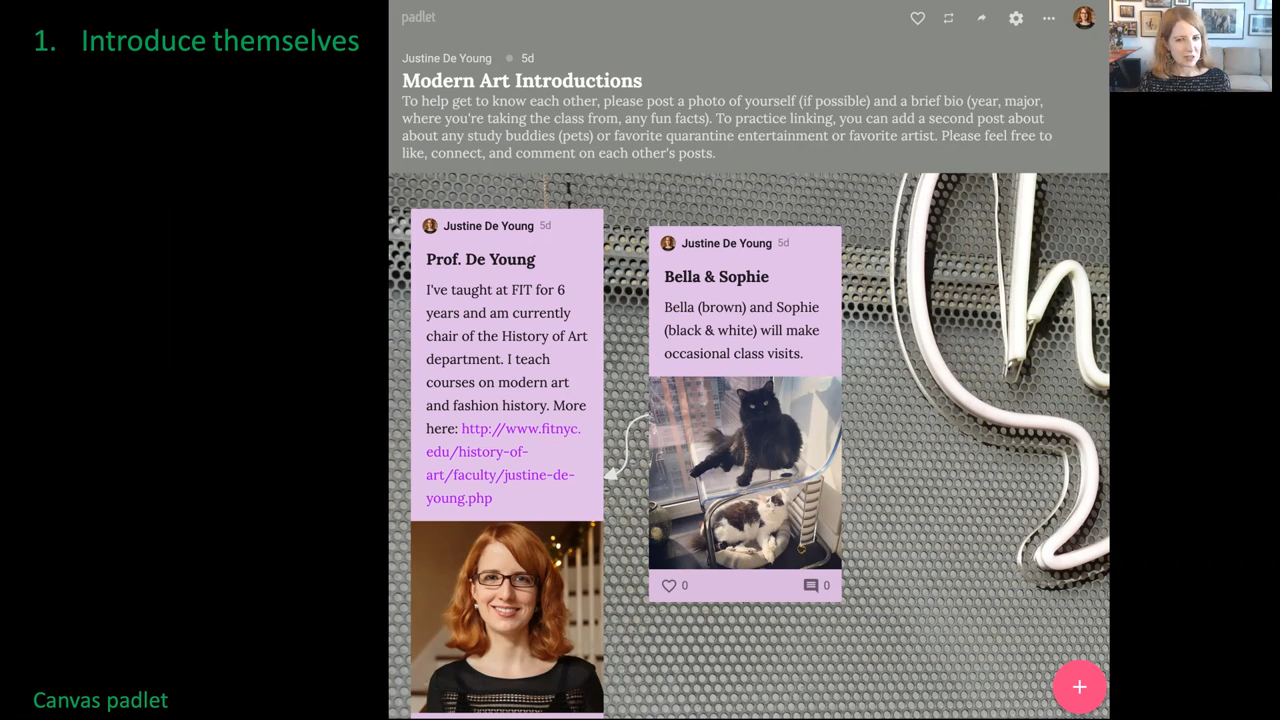 1. Introduce themselves
padlet
Justine De Young 5d
Modern Art Introductions
To help get to know each other, please post a photo of yourself (if possible) and a brief bio (year, major,
where you're taking the class from, any fun facts). To practice linking, you can add a second post about
about any study buddies (pets) or favorite quarantine entertainment or favorite artist. Please feel free to
like, connect, and comment on each other's posts.
Justine De Young 5d
Prof. De Young
I've taught at FIT for 6
years and am currently
chair of the History of Art
department. I teach
courses on modern art
and fashion history. More
here: http://www.fitnyc.
edu/history-of-
art/faculty/justine-de-
young.php
Justine De Young 5d
Bella & Sophie
Bella (brown) and Sophie
(black & white) will make
occasional class visits.
0 0
Canvas padlet